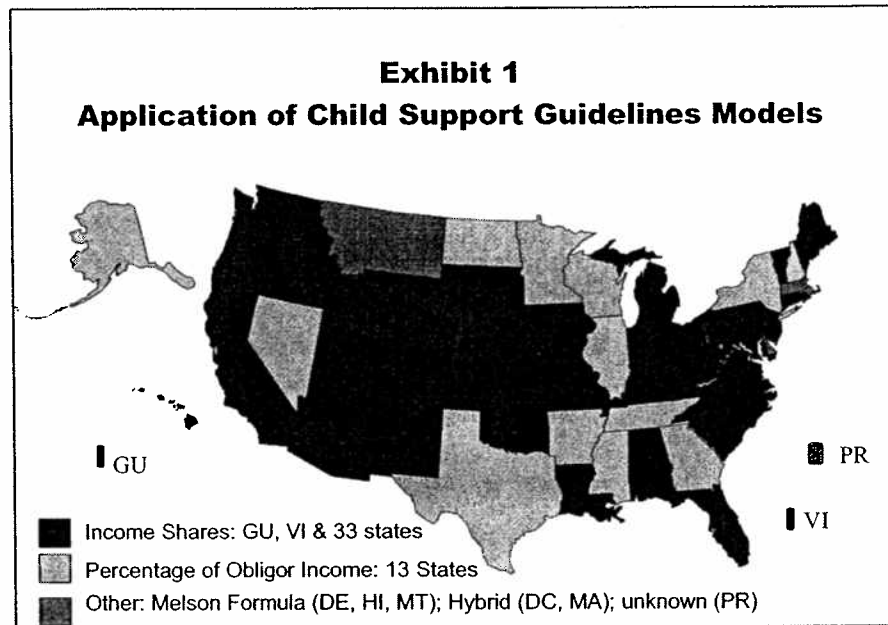 Exhibit 1
Application of Child Support Guidelines Models
GU
PR
VI
Income Shares: GU, VI & 33 states
Percentage of Obligor Income: 13 States
Other: Melson Formula (DE, HI, MT); Hybrid (DC, MA); unknown (PR)